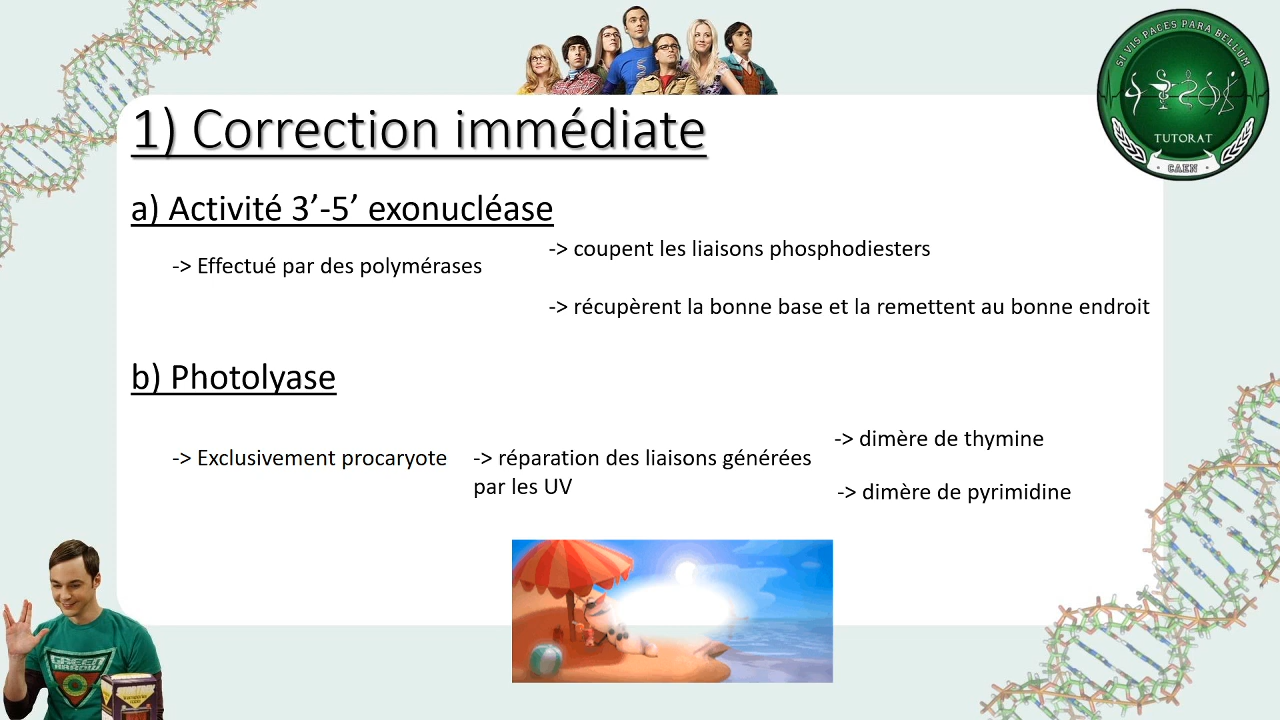 SI VIS PACES PARA BELLUM
TUTORAT
CAEN
1) Correction immédiate
a) Activité 3’-5’ exonucléase
-> Effectué par des polymérases
-> coupent les liaisons phosphodiesters
-> récupèrent la bonne base et la remettent au bonne endroit
b) Photolyase
-> Exclusivement procaryote
-> réparation des liaisons générées
par les UV
-> dimère de thymine
-> dimère de pyrimidine
GREEN